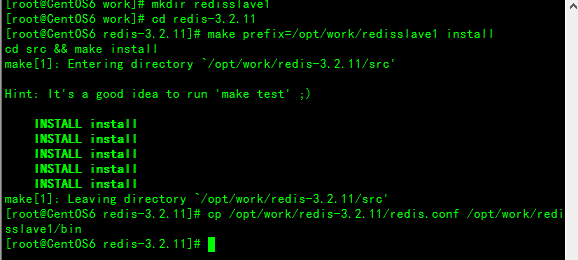 [root@CentOS6 work]# mkdir redisslave1
[root@CentOS6 work]# cd redis-3.2.11
[root@CentOS6 redis-3.2.11]# make prefix=/opt/work/redisslave1 install
cd src && make install
make[1]: Entering directory `/opt/work/redis-3.2.11/src'
Hint: It's a good idea to run 'make test' ;)
INSTALL install
INSTALL install
INSTALL install
INSTALL install
INSTALL install
make[1]: Leaving directory `/opt/work/redis-3.2.11/src'
[root@CentOS6 redis-3.2.11]# cp /opt/work/redis-3.2.11/redis.conf /opt/work/redi
sslave1/bin
[root@CentOS6 redis-3.2.11]#